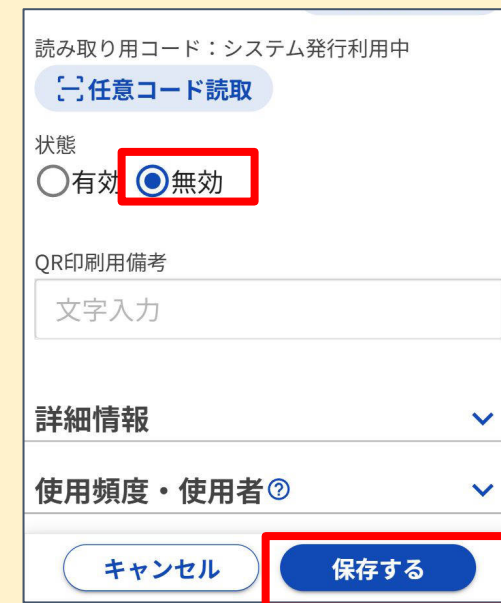 読み取り用コード：システム発行利用中
任意コード読取
状態
有効 無効
QR印刷用備考
文字入力
詳細情報
使用頻度・使用者?
キャンセル 保存する